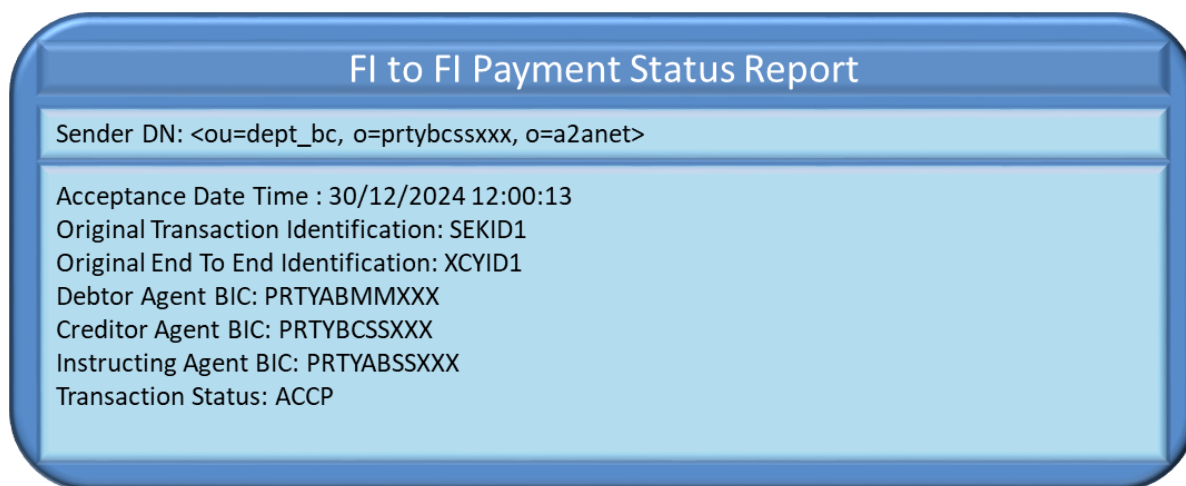 FI to FI Payment Status Report
Sender DN: <ou=dept_bc, o=prtybcssxxx, o=a2anet>
Acceptance Date Time : 30/12/2024 12:00:13
Original Transaction Identification: SEKID1
Original End To End Identification: XCYID1
Debtor Agent BIC: PRTYABMMXXX
Creditor Agent BIC: PRTYBCSSXXX
Instructing Agent BIC: PRTYABSSXXX
Transaction Status: ACCP